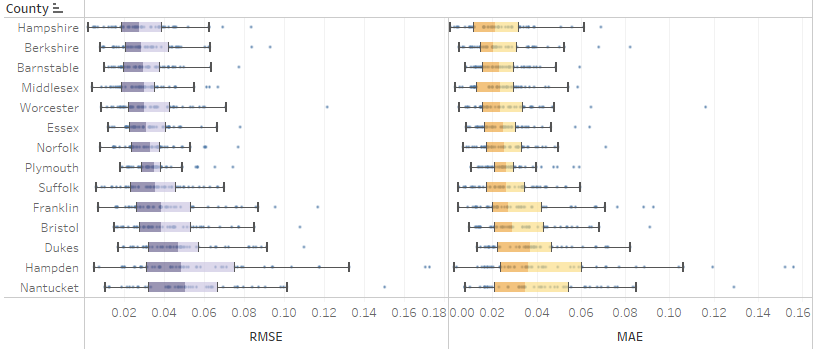 County
Hampshire
Berkshire
Barnstable
Middlesex
Worcester
Essex
Norfolk
Plymouth
Suffolk
Franklin
Bristol
Dukes
Hampden
Nantucket
0.02 0.04 0.06 0.08 0.10 0.12 0.14 0.16 0.18 0.00 0.02 0.04 0.06 0.08 0.10 0.12 0.14 0.16
RMSE MAE